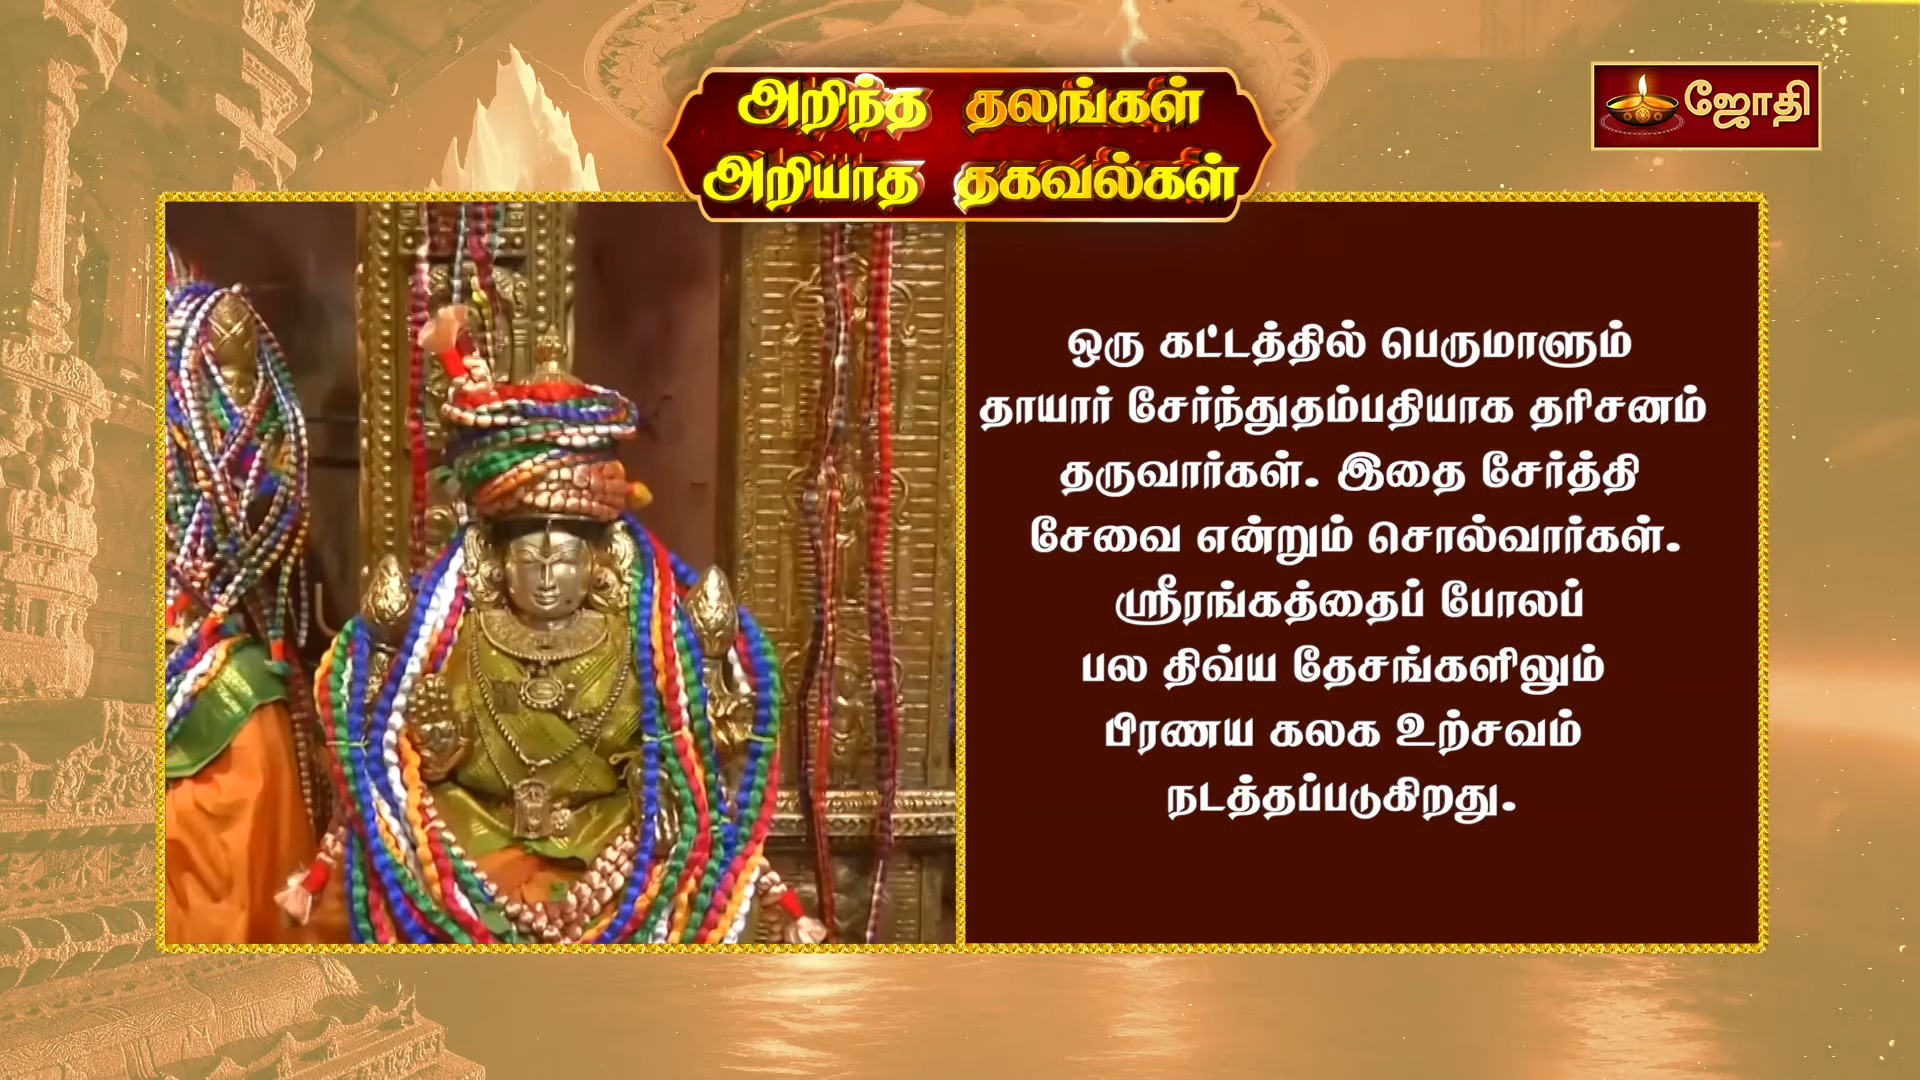 அறிந்த தலங்கள்
அறியாத தகவல்கள்
ஜோதி
ஒரு கட்டத்தில் பெருமாளும்
தாயார் சேர்ந்துதம்பதியாக தரிசனம்
தருவார்கள். இதை சேர்த்தி
சேவை என்றும் சொல்வார்கள்.
ஸ்ரீரங்கத்தைப் போலப்
பல திவ்ய தேசங்களிலும்
பிரணய கலக உற்சவம்
நடத்தப்படுகிறது.